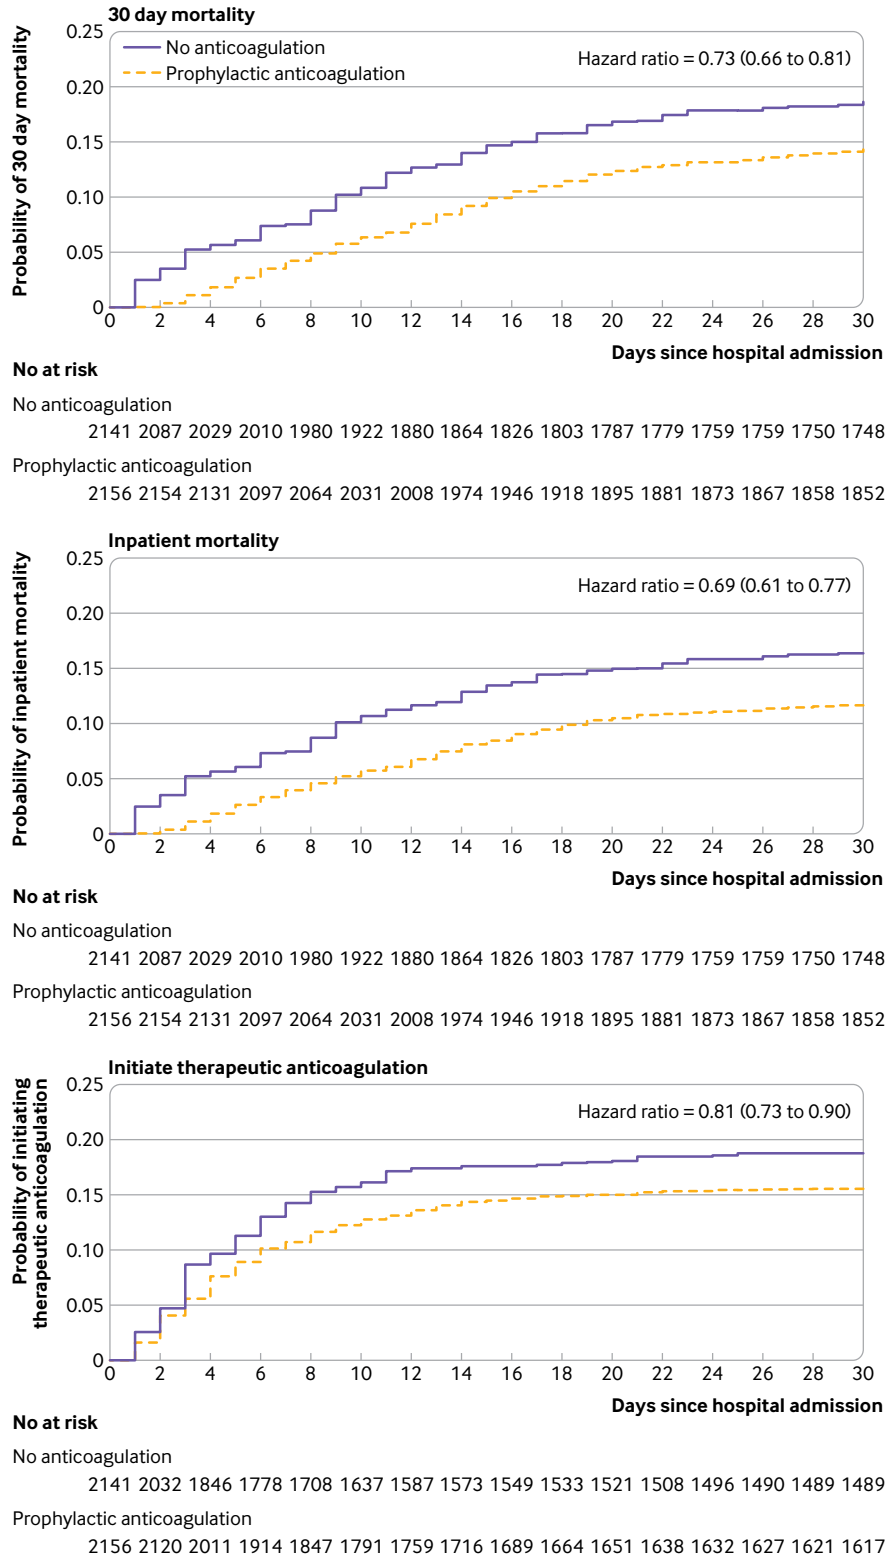 30 day mortality
Probability of 30 day mortality
0.25
0.20
0.15
0.10
0.05
0
No anticoagulation
Prophylactic anticoagulation
Hazard ratio = 0.73 (0.66 to 0.81)
0 2 4 6 8 10 12 14 16 18 20 22 24 26 28 30
Days since hospital admission
No at risk
No anticoagulation
2141 2087 2029 2010 1980 1922 1880 1864 1826 1803 1787 1779 1759 1759 1750 1748
Prophylactic anticoagulation
2156 2154 2131 2097 2064 2031 2008 1974 1946 1918 1895 1881 1873 1867 1858 1852
Inpatient mortality
Probability of inpatient mortality
0.25
0.20
0.15
0.10
0.05
0
Hazard ratio = 0.69 (0.61 to 0.77)
0 2 4 6 8 10 12 14 16 18 20 22 24 26 28 30
Days since hospital admission
No at risk
No anticoagulation
2141 2087 2029 2010 1980 1922 1880 1864 1826 1803 1787 1779 1759 1759 1750 1748
Prophylactic anticoagulation
2156 2154 2131 2097 2064 2031 2008 1974 1946 1918 1895 1881 1873 1867 1858 1852
Initiate therapeutic anticoagulation
Probability of initiating
therapeutic anticoagulation
0.25
0.20
0.15
0.10
0.05
0
Hazard ratio = 0.81 (0.73 to 0.90)
0 2 4 6 8 10 12 14 16 18 20 22 24 26 28 30
Days since hospital admission
No at risk
No anticoagulation
2141 2032 1846 1778 1708 1637 1587 1573 1549 1533 1521 1508 1496 1490 1489 1489
Prophylactic anticoagulation
2156 2120 2011 1914 1847 1791 1759 1716 1689 1664 1651 1638 1632 1627 1621 1617